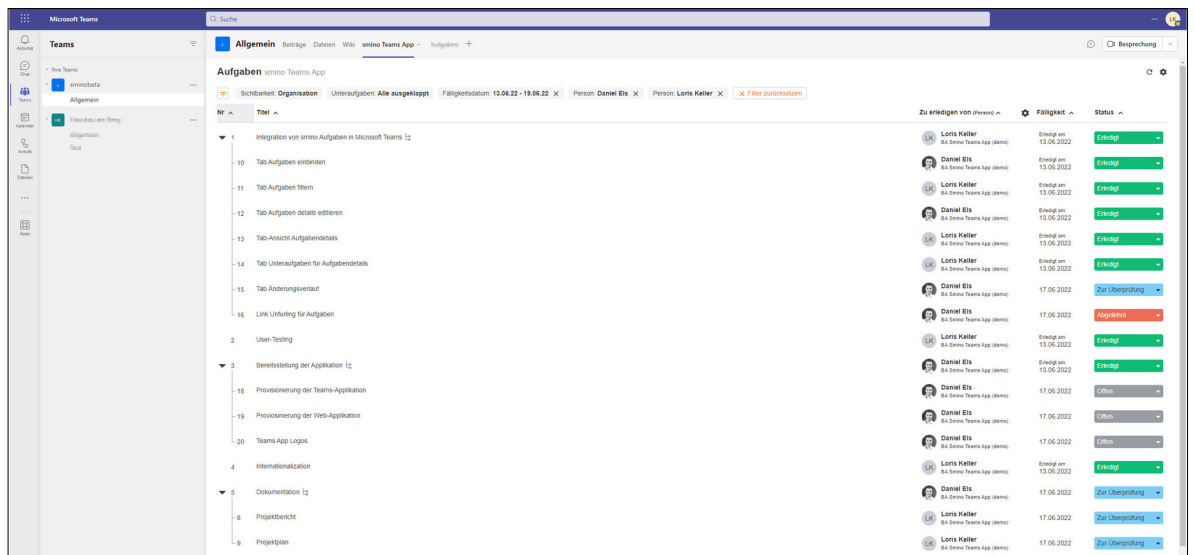 Microsoft Teams
Suche
LK
Aktivität
Chat
Teams
Kalender
Anrufe
Dateien
Apps
Teams
Ihre Teams
sminobeta
Allgemein
Allgemein Beiträge Dateien Wiki smino Teams App Aufgaben
Besprechung
Aufgaben smino Teams App
Sichtbarkeit: Organisation Unteraufgaben: Alle ausgeklappt Fälligkeitsdatum: 13.06.22 - 19.06.22 Person: Daniel Els Person: Loris Keller Filter zurücksetzen
Nr Titel Zu erledigen von (Person) Fälligkeit Status
1 Integration von smino Aufgaben in Microsoft Teams LK Loris Keller BA Smino Teams App (demo) Erledigt am: 13.06.2022 Erledigt
10 Tab Aufgaben einbinden Daniel Els BA Smino Teams App (demo) Erledigt am: 13.06.2022 Erledigt
11 Tab Aufgaben filtern LK Loris Keller BA Smino Teams App (demo) Erledigt am: 13.06.2022 Erledigt
12 Tab Aufgaben details editieren Daniel Els BA Smino Teams App (demo) Erledigt am: 13.06.2022 Erledigt
13 Tab-Ansicht Aufgabendetails LK Loris Keller BA Smino Teams App (demo) Erledigt am: 13.06.2022 Erledigt
14 Tab Unteraufgaben für Aufgabendetails LK Loris Keller BA Smino Teams App (demo) Erledigt am: 13.06.2022 Erledigt
15 Tab Änderungsverlauf Daniel Els BA Smino Teams App (demo) 17.06.2022 Zur Überprüfung
16 Link Unfurling für Aufgaben Daniel Els BA Smino Teams App (demo) 17.06.2022 Abgelehnt
2 User-Testing LK Loris Keller BA Smino Teams App (demo) Erledigt am: 13.06.2022 Erledigt
3 Bereitsstellung der Applikation Daniel Els BA Smino Teams App (demo) Erledigt am: 13.06.2022 Erledigt
18 Provisionierung der Teams-Applikation Daniel Els BA Smino Teams App (demo) 17.06.2022 Offen
19 Proviosinierung der Web-Applikation Daniel Els BA Smino Teams App (demo) 17.06.2022 Offen
20 Teams App Logos Daniel Els BA Smino Teams App (demo) 17.06.2022 Offen
4 Internationalization LK Loris Keller BA Smino Teams App (demo) Erledigt am: 13.06.2022 Erledigt
5 Dokumentation Daniel Els BA Smino Teams App (demo) 17.06.2022 Zur Überprüfung
8 Projektbericht LK Loris Keller BA Smino Teams App (demo) 17.06.2022 Zur Überprüfung
9 Projektplan LK Loris Keller BA Smino Teams App (demo) 17.06.2022 Zur Überprüfung